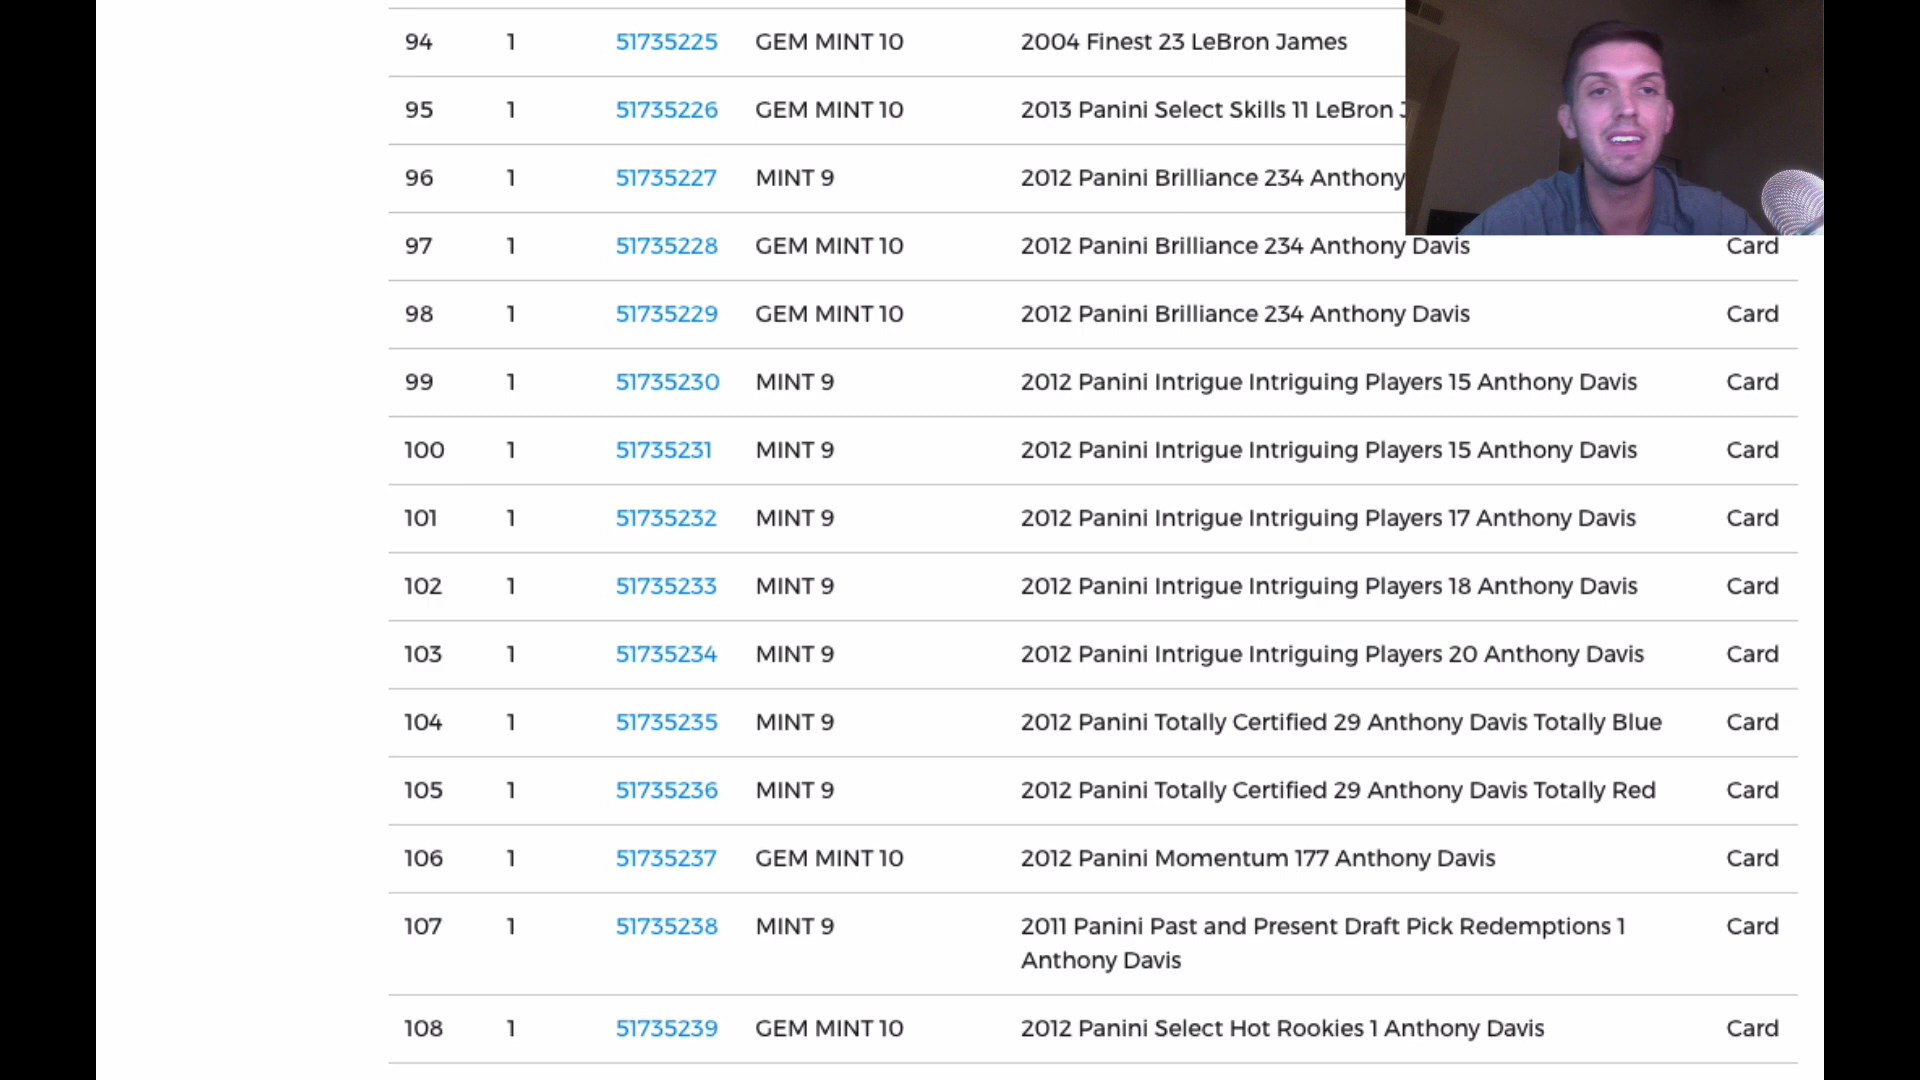 94 1 51735225 GEM MINT 10 2004 Finest 23 LeBron James
95 1 51735226 GEM MINT 10 2013 Panini Select Skills 11 LeBron
96 1 51735227 MINT 9 2012 Panini Brilliance 234 Anthony
97 1 51735228 GEM MINT 10 2012 Panini Brilliance 234 Anthony Davis Card
98 1 51735229 GEM MINT 10 2012 Panini Brilliance 234 Anthony Davis Card
99 1 51735230 MINT 9 2012 Panini Intrigue Intriguing Players 15 Anthony Davis Card
100 1 51735231 MINT 9 2012 Panini Intrigue Intriguing Players 15 Anthony Davis Card
101 1 51735232 MINT 9 2012 Panini Intrigue Intriguing Players 17 Anthony Davis Card
102 1 51735233 MINT 9 2012 Panini Intrigue Intriguing Players 18 Anthony Davis Card
103 1 51735234 MINT 9 2012 Panini Intrigue Intriguing Players 20 Anthony Davis Card
104 1 51735235 MINT 9 2012 Panini Totally Certified 29 Anthony Davis Totally Blue Card
105 1 51735236 MINT 9 2012 Panini Totally Certified 29 Anthony Davis Totally Red Card
106 1 51735237 GEM MINT 10 2012 Panini Momentum 177 Anthony Davis Card
107 1 51735238 MINT 9 2011 Panini Past and Present Draft Pick Redemptions 1 Card
Anthony Davis
108 1 51735239 GEM MINT 10 2012 Panini Select Hot Rookies 1 Anthony Davis Card